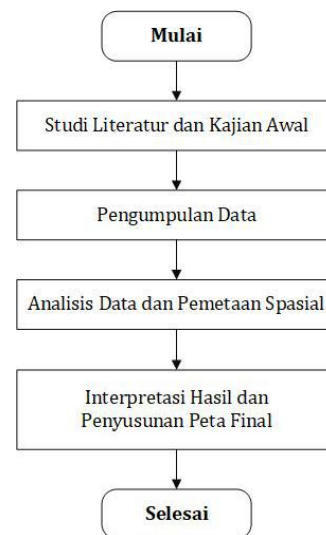 Mulai
Studi Literatur dan Kajian Awal
Pengumpulan Data
Analisis Data dan Pemetaan Spasial
Interpretasi Hasil dan
Penyusunan Peta Final
Selesai